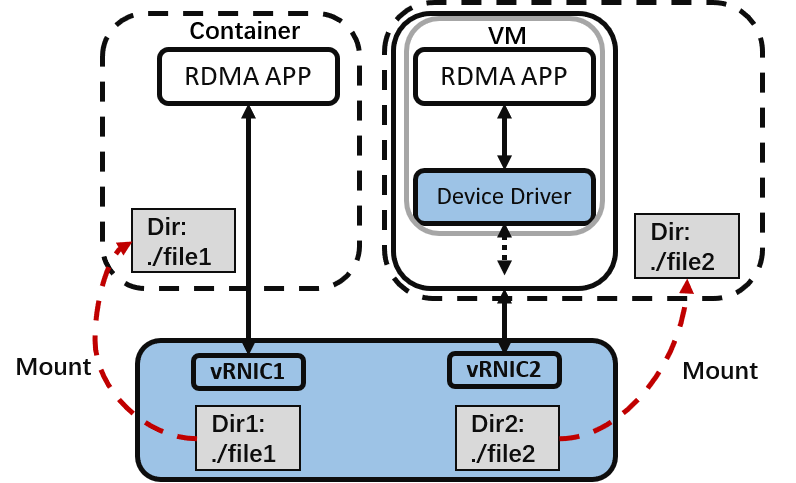 Container
VM
RDMA APP
RDMA APP
Device Driver
Dir:
./file1
Dir:
./file2
Mount
Mount
vRNIC1
vRNIC2
Dir1:
./file1
Dir2:
./file2